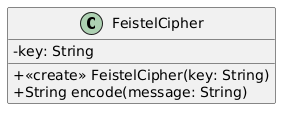 C FeistelCipher
-key: String
+«create» FeistelCipher(key: String)
+String encode(message: String)